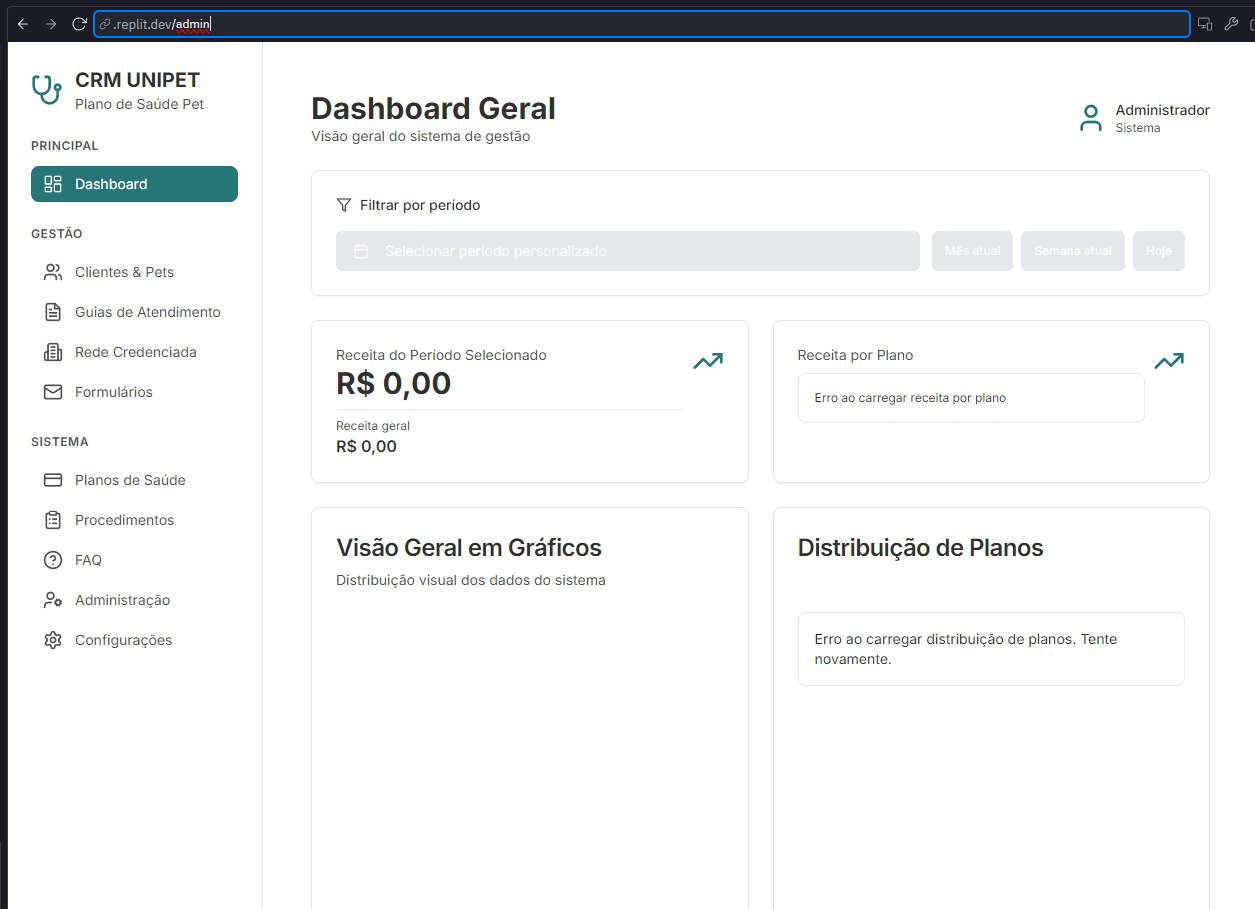 .replit.dev/admin
CRM UNIPET
Plano de Saúde Pet
PRINCIPAL
Dashboard
GESTÃO
Clientes & Pets
Guias de Atendimento
Rede Credenciada
Formulários
SISTEMA
Planos de Saúde
Procedimentos
FAQ
Administração
Configurações
Dashboard Geral
Visão geral do sistema de gestão
Administrador
Sistema
Filtrar por período
Selecionar período personalizado
Mês atual
Semana atual
Hoje
Receita do Período Selecionado
R$ 0,00
Receita geral
R$ 0,00
Receita por Plano
Erro ao carregar receita por plano
Visão Geral em Gráficos
Distribuição visual dos dados do sistema
Distribuição de Planos
Erro ao carregar distribuição de planos. Tente
novamente.